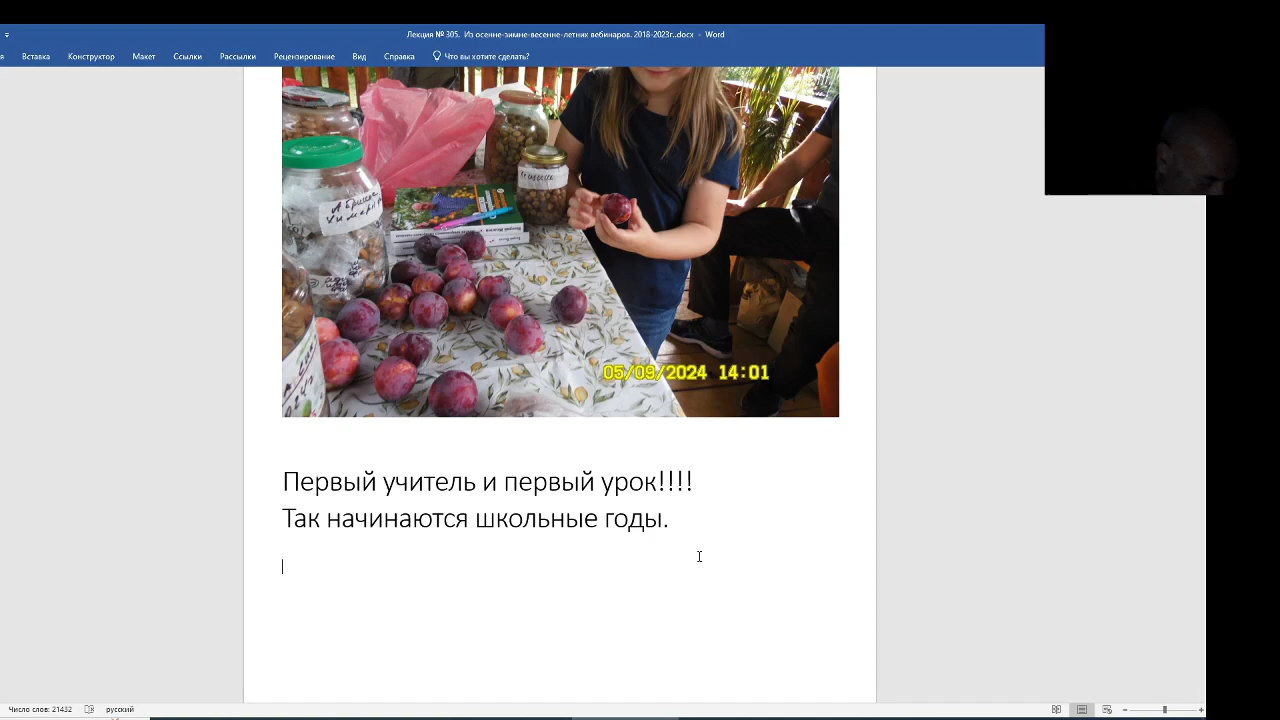 Лекция № 305. Из осенне-зимне-весенне-летних вебинаров. 2018-2023г..docx - Word
я Вставка Конструктор Макет Ссылки Рассылки Рецензирование Вид Справка Что вы хотите сделать?
05/09/2024 14:01
Первый учитель и первый урок!!!!
Так начинаются школьные годы.
Число слов: 21432 русский